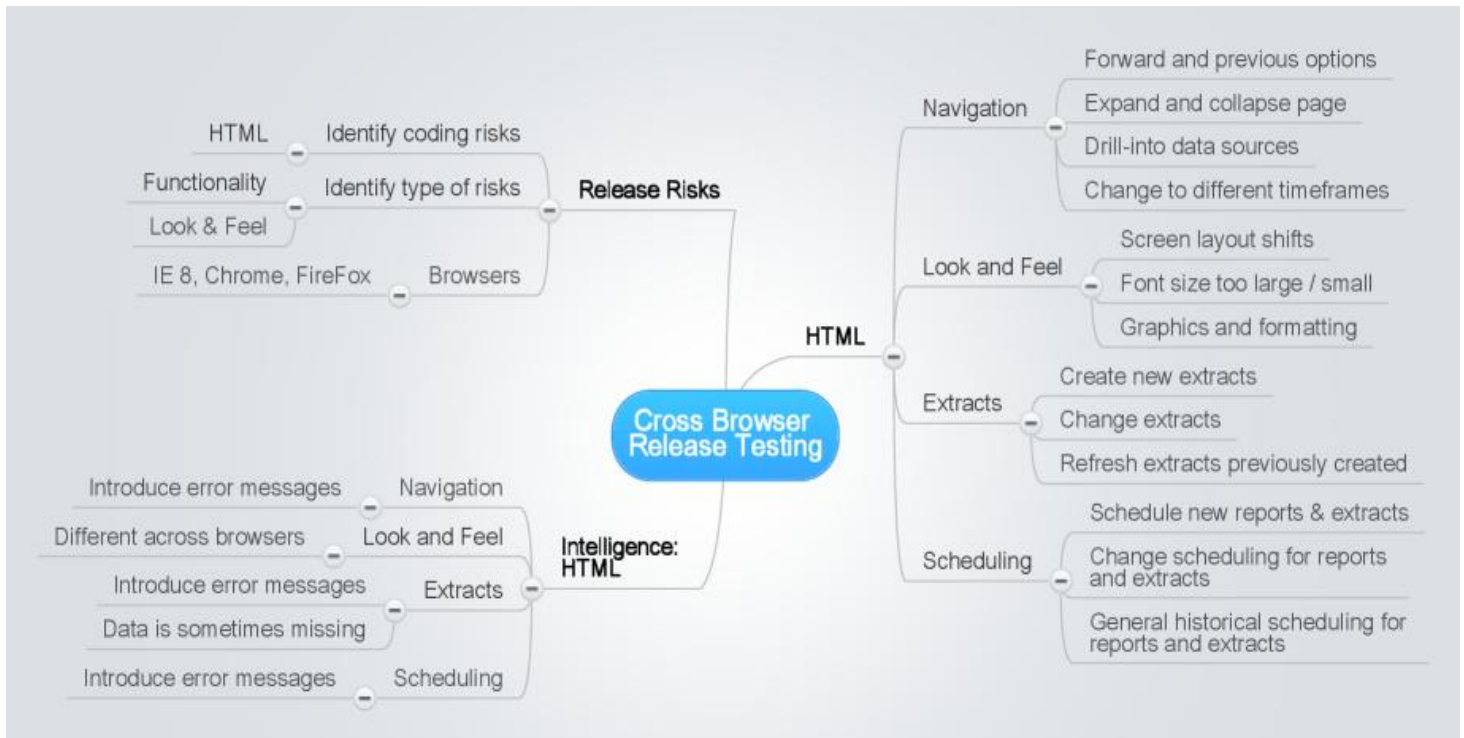 Cross Browser
Release Testing
Release Risks
Identify coding risks
HTML
Identify type of risks
Functionality
Look & Feel
Browsers
IE 8, Chrome, FireFox
HTML
Navigation
Forward and previous options
Expand and collapse page
Drill-into data sources
Change to different timeframes
Look and Feel
Screen layout shifts
Font size too large / small
Graphics and formatting
Extracts
Create new extracts
Change extracts
Refresh extracts previously created
Scheduling
Schedule new reports & extracts
Change scheduling for reports
and extracts
General historical scheduling for
reports and extracts
Intelligence:
HTML
Navigation
Introduce error messages
Look and Feel
Different across browsers
Extracts
Introduce error messages
Data is sometimes missing
Scheduling
Introduce error messages